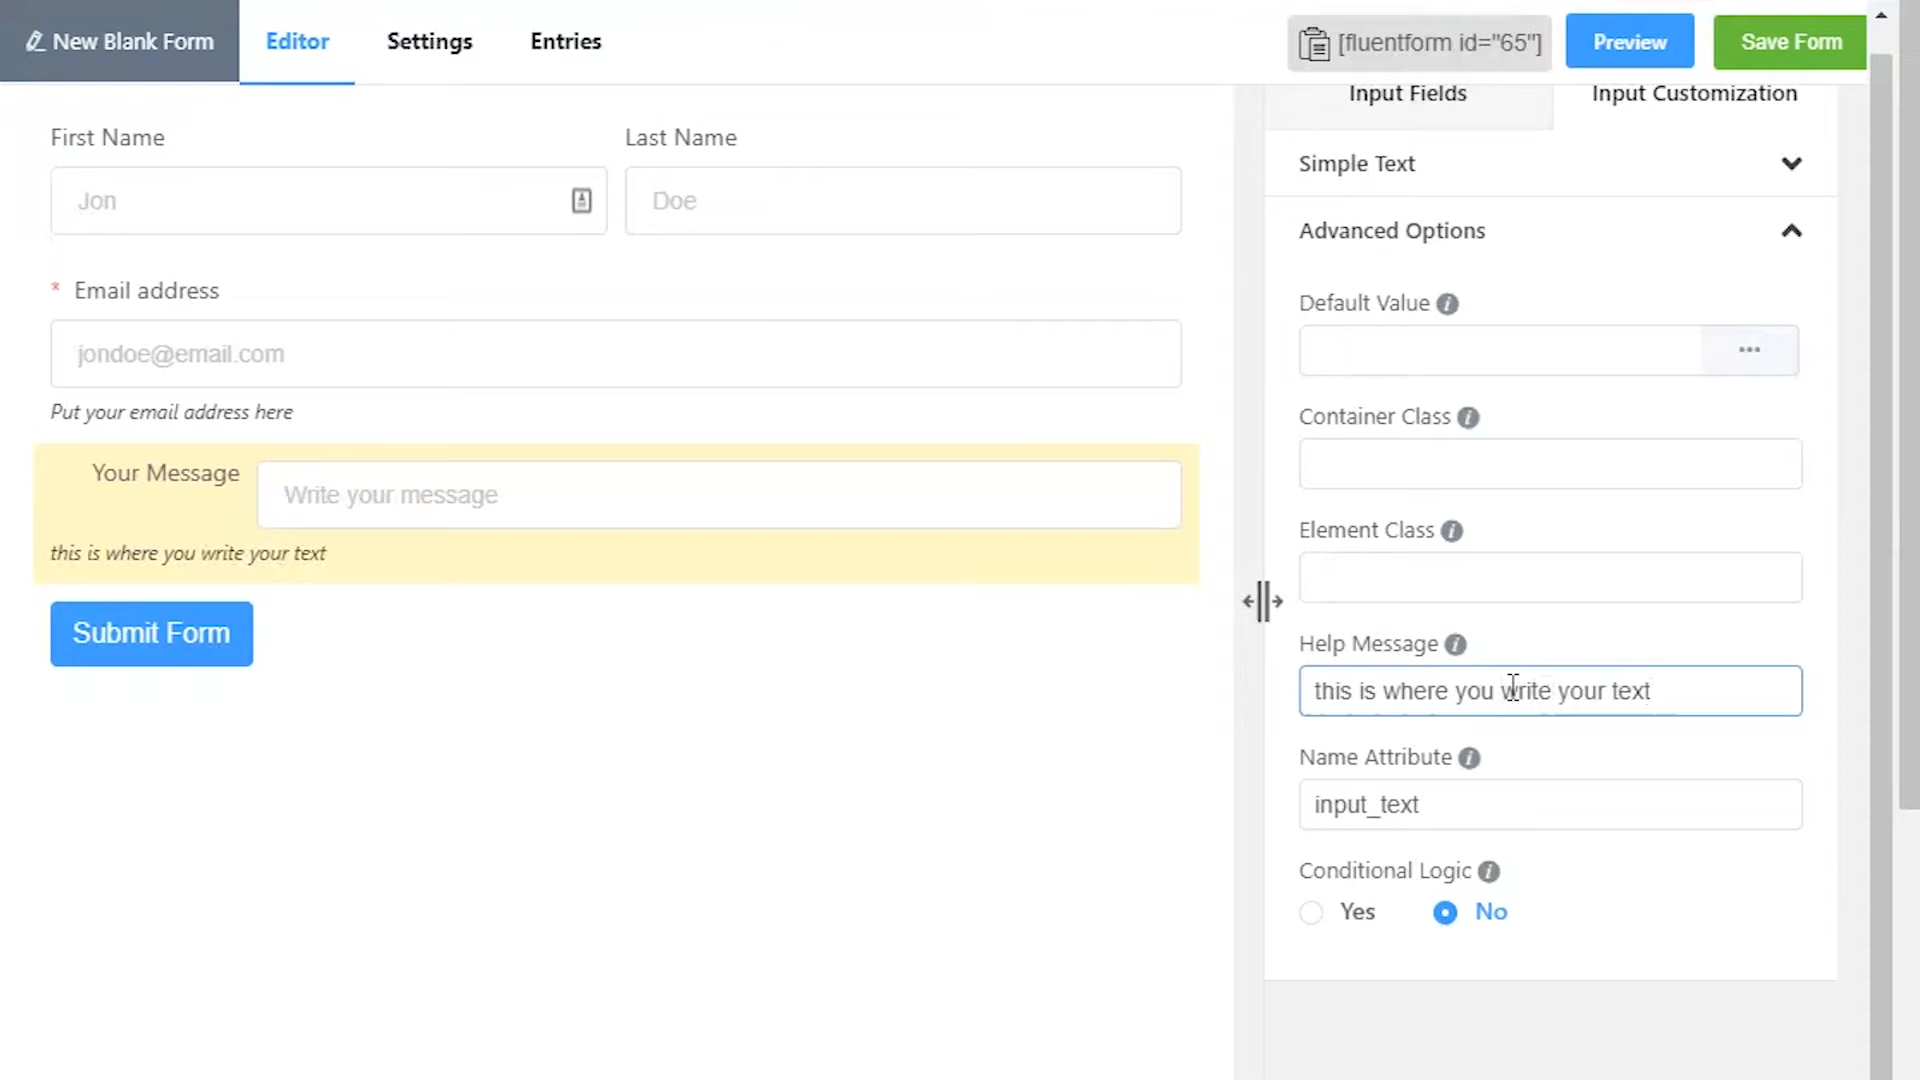 New Blank Form
Editor
Settings
Entries
[fluentform id="65"]
Preview
Save Form
First Name
Last Name
Jon
Doe
* Email address
jondoe@email.com
Put your email address here
Your Message
Write your message
this is where you write your text
Submit Form
Input Fields
Input Customization
Simple Text
Advanced Options
Default Value
Container Class
Element Class
Help Message
this is where you write your text
Name Attribute
input_text
Conditional Logic
Yes
No